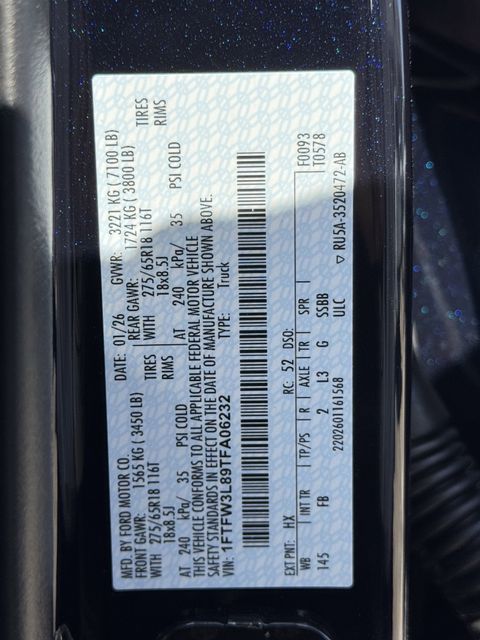 MFD. BY FORD MOTOR CO. DATE: 01/26 GVWR: 3221 KG ( 7100 LB)
FRONT GAWR: 1565 KG ( 3450 LB) REAR GAWR: 1724 KG ( 3800 LB)
WITH 275/65R18 116T TIRES WITH 275/65R18 116T TIRES
18x8.5J RIMS 18x8.5J RIMS
AT 240 kPa/ 35 PSI COLD AT 240 kPa/ 35 PSI COLD
THIS VEHICLE CONFORMS TO ALL APPLICABLE FEDERAL MOTOR VEHICLE
SAFETY STANDARDS IN EFFECT ON THE DATE OF MANUFACTURE SHOWN ABOVE.
VIN: 1FTFW3L89TFA06232 TYPE: Truck
F0093
T0578
EXT PNT: HX RC: 52 DSO:
WB INT TR TP/PS R AXLE TR SPR
145 FB 2 L3 G SSBB
ULC
2202601161568 ▽ RU5A-3520472-AB